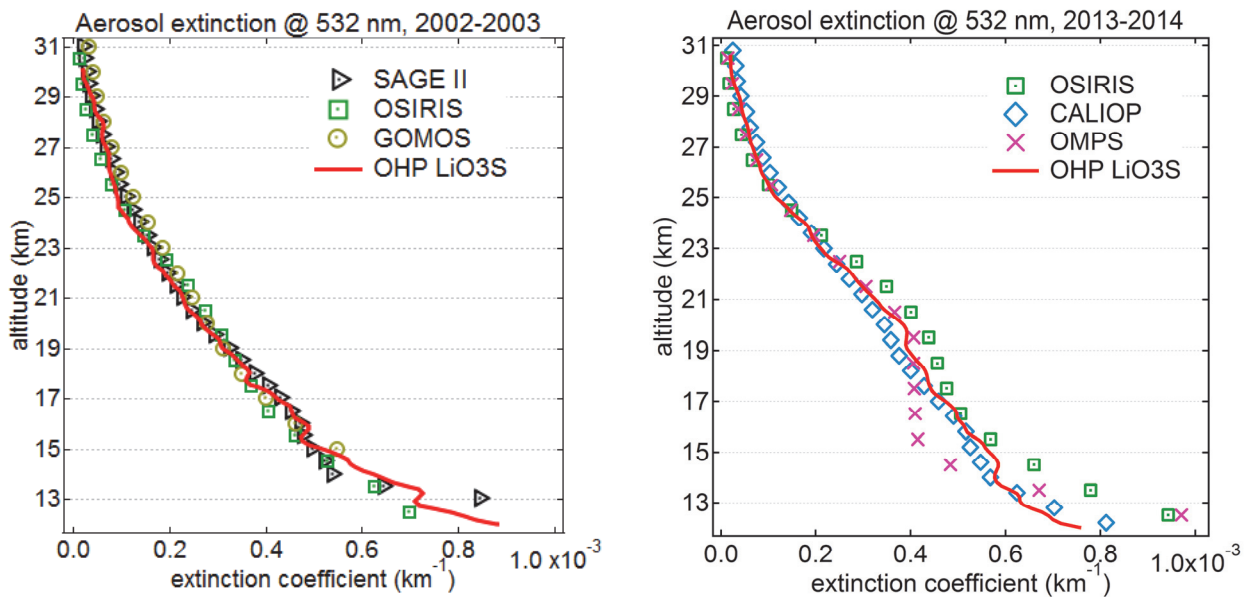 Aerosol extinction @ 532 nm, 2002-2003
31
29
27
25
23
21
19
17
15
13
altitude (km)
SAGE II
OSIRIS
GOMOS
OHP LiO3S
0.0 0.2 0.4 0.6 0.8 1.0×10⁻³
extinction coefficient (km⁻¹)
Aerosol extinction @ 532 nm, 2013-2014
31
29
27
25
23
21
19
17
15
13
altitude (km)
OSIRIS
CALIOP
OMPS
OHP LiO3S
0.0 0.2 0.4 0.6 0.8 1.0×10⁻³
extinction coefficient (km⁻¹)